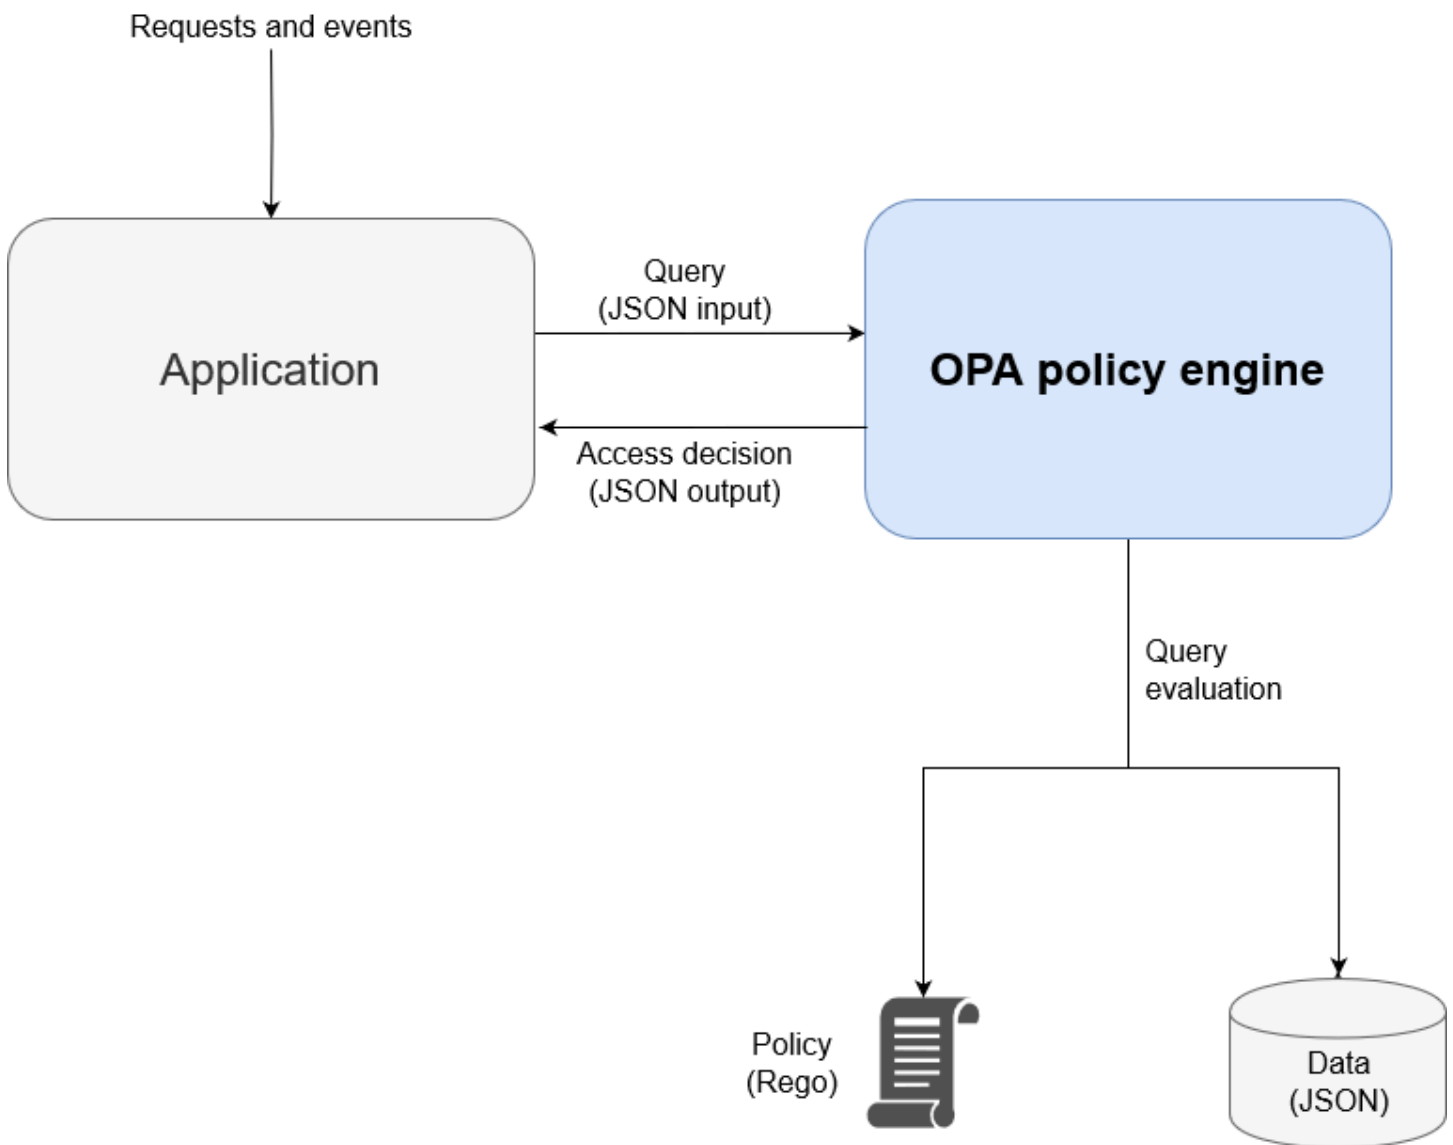 Requests and events
Query
(JSON input)
Application
OPA policy engine
Access decision
(JSON output)
Query
evaluation
Policy
(Rego)
Data
(JSON)